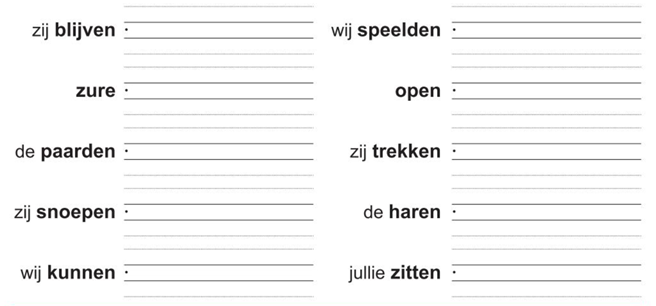 zij blijven
zure
de paarden
zij snoepen
wij kunnen
wij speelden
open
zij trekken
de haren
jullie zitten